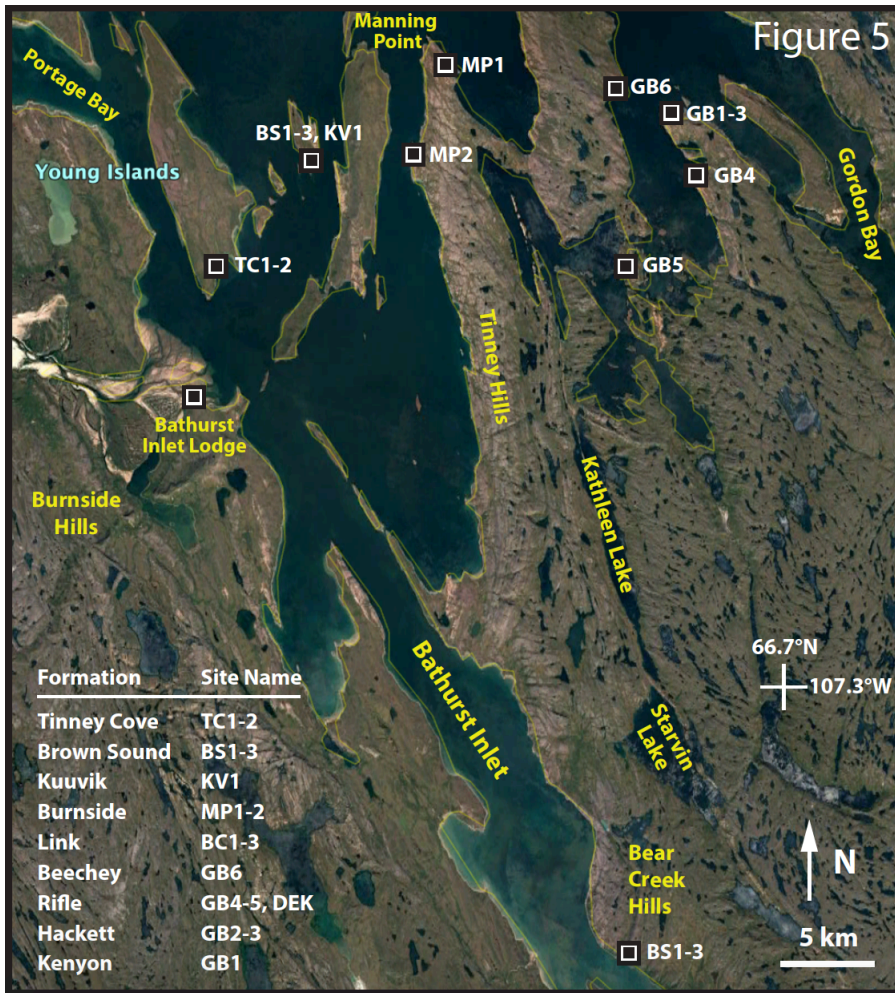 Figure 5
Manning
Point
MP1
Portage Bay
GB6
GB1-3
BS1-3, KV1
MP2
Young Islands
GB4
Gordon Bay
TC1-2
GB5
Tinney Hills
Bathurst
Inlet Lodge
Kathleen Lake
Burnside
Hills
66.7°N
107.3°W
Bathurst Inlet
Starvin
Lake
Formation Site Name
Tinney Cove TC1-2
Brown Sound BS1-3
Kuuvik KV1
Burnside MP1-2
Link BC1-3
Beechey GB6
Rifle GB4-5, DEK
Hackett GB2-3
Kenyon GB1
Bear
Creek
Hills
N
5 km
BS1-3